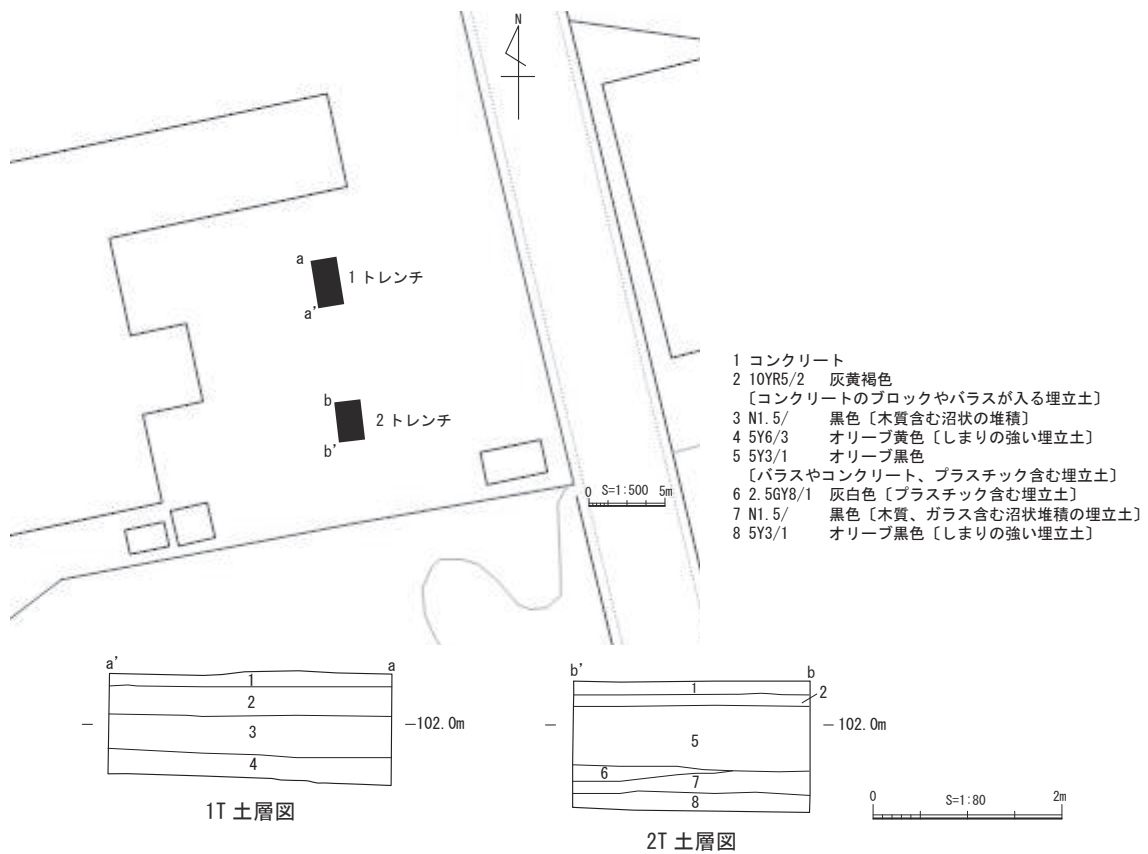 N
a
1 トレンチ
a'
b
2 トレンチ
b'
0 S=1:500 5m
1 コンクリート
2 10YR5/2 灰黄褐色
〔コンクリートのブロックやバラスが入る埋立土〕
3 N1.5/ 黒色〔木質含む沼状の堆積〕
4 5Y6/3 オリーブ黄色〔しまりの強い埋立土〕
5 5Y3/1 オリーブ黒色
〔バラスやコンクリート、プラスチック含む埋立土〕
6 2.5GY8/1 灰白色〔プラスチック含む埋立土〕
7 N1.5/ 黒色〔木質、ガラス含む沼状堆積の埋立土〕
8 5Y3/1 オリーブ黒色〔しまりの強い埋立土〕
a' a
1
2
3
4
102.0m
1T 土層図
b' b
1
2
5
6
7
8
102.0m
2T 土層図
0 S=1:80 2m